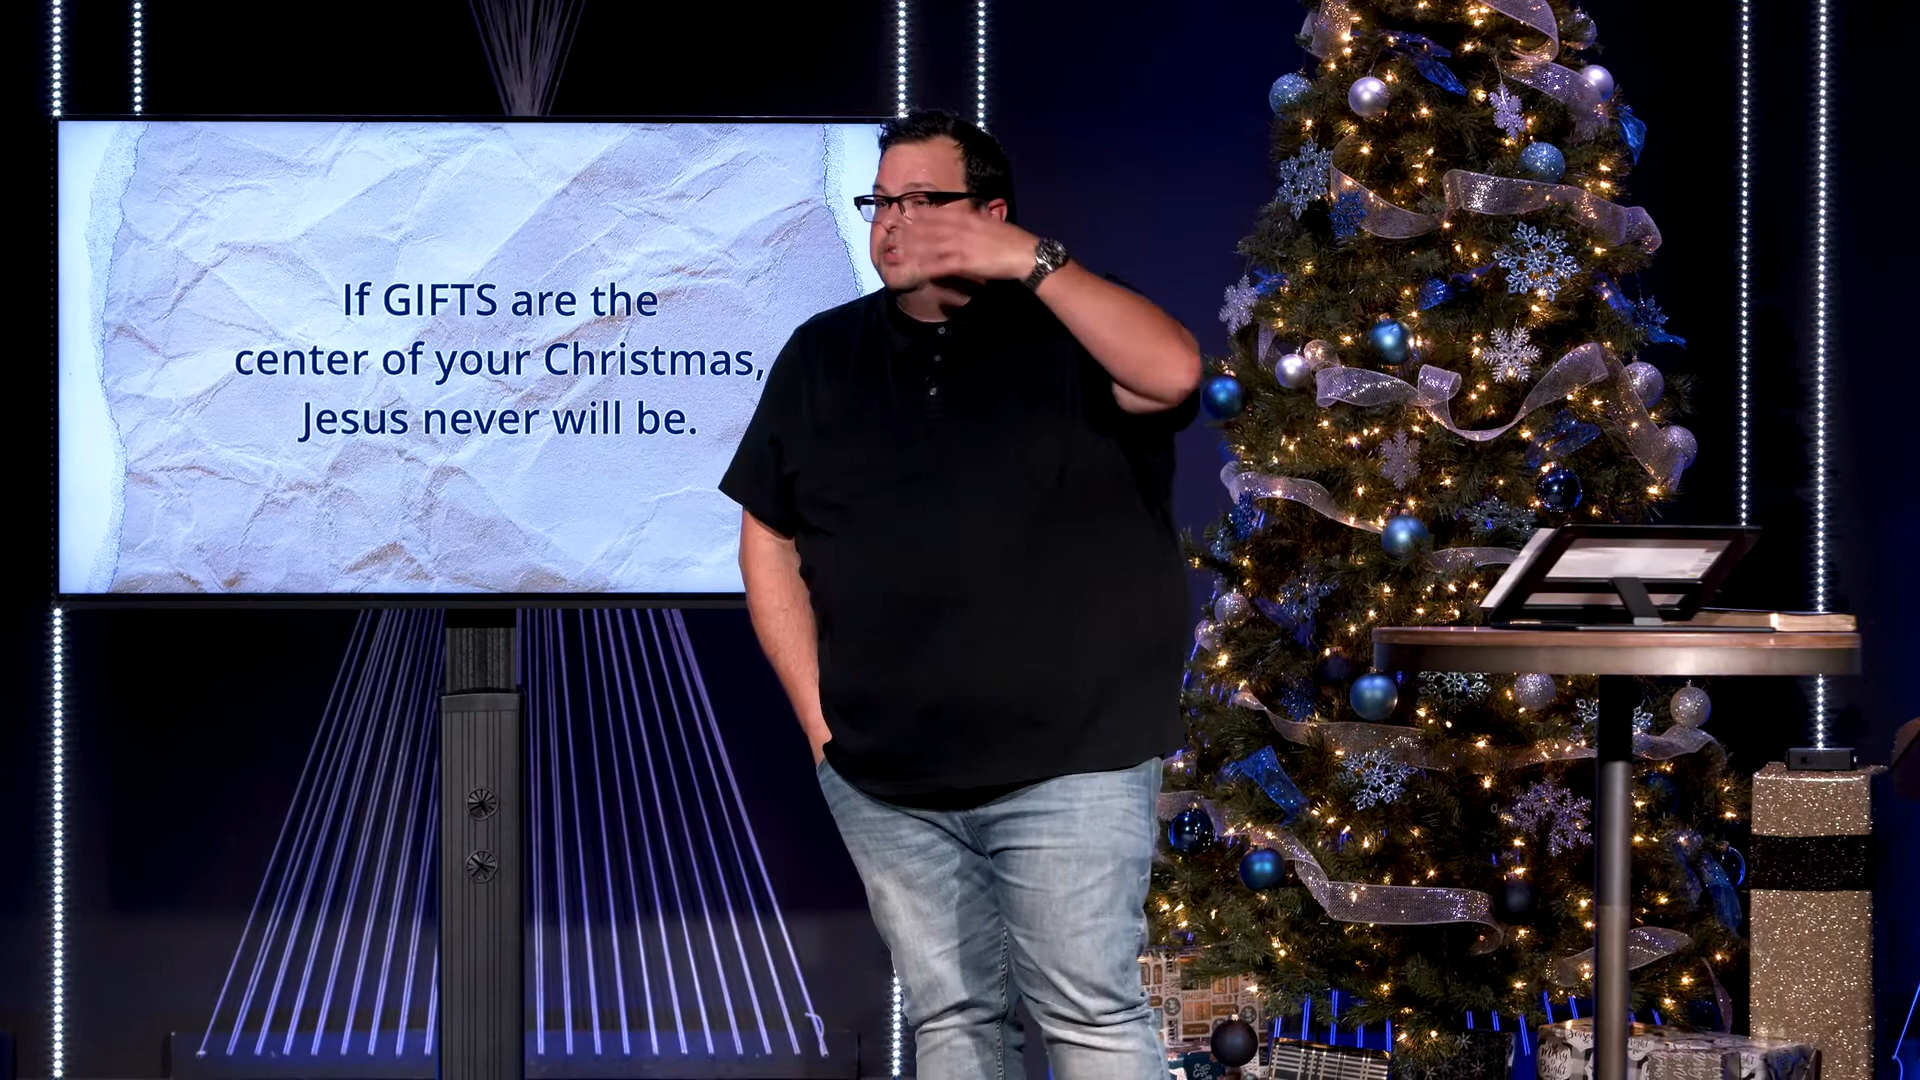 If GIFTS are the
center of your Christmas,
Jesus never will be.